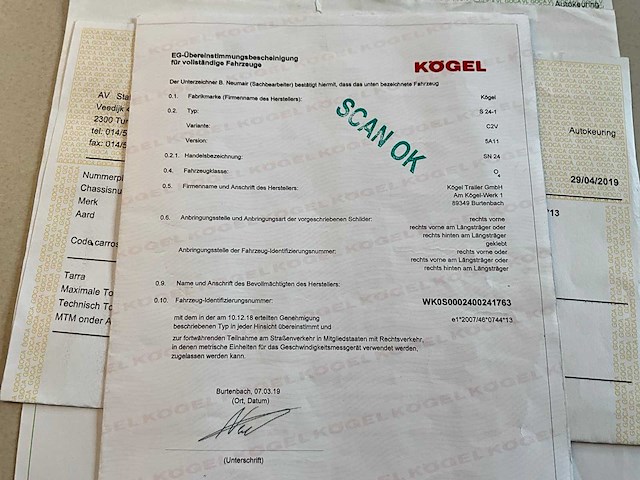 Autokeuring
EG-Übereinstimmungsbescheinigung
für vollständige Fahrzeuge
KÖGEL
Der Unterzeichner B. Neumair (Sachbearbeiter) bestätigt hiermit, dass das unten bezeichnete Fahrzeug
0.1. Fabrikmarke (Firmenname des Herstellers): Kögel
0.2. Typ: S 24-1
Variante: C2V
Version: 5A11
0.2.1. Handelsbezeichnung: SN 24
0.4. Fahrzeugklasse: O4
0.5. Firmenname und Anschrift des Herstellers: Kögel Trailer GmbH
Am Kögel-Werk 1
89349 Burtenbach
0.6. Anbringungsstelle und Anbringungsart der vorgeschriebenen Schilder: rechts vorne
rechts vorne am Längsträger oder
rechts hinten am Längsträger
geklebt
Anbringungsstelle der Fahrzeug-Identifizierungsnummer: rechts vorne oder
rechts vorne am Längsträger oder
rechts hinten am Längsträger
0.9. Name und Anschrift des Bevollmächtigten des Herstellers:
0.10. Fahrzeug-Identifizierungsnummer: WK0S0002400241763
mit dem in der am 10.12.18 erteilten Genehmigung e1*2007/46*0744*13
beschriebenen Typ in jeder Hinsicht übereinstimmt und
zur fortwährenden Teilnahme am Straßenverkehr in Mitgliedstaaten mit Rechtsverkehr,
in denen metrische Einheiten für das Geschwindigkeitsmessgerät verwendet werden,
zugelassen werden kann.
Burtenbach, 07.03.19
(Ort, Datum)
(Unterschrift)
SCAN OK
AV Sta
Veedijk
2300 Tur
tel: 014/5
fax: 014/5
Nummerpl
Chassisnu
Merk
Aard
Code carros
Tarra
Maximale To
Technisch To
MTM onder A
Autokeuring
29/04/2019
*13